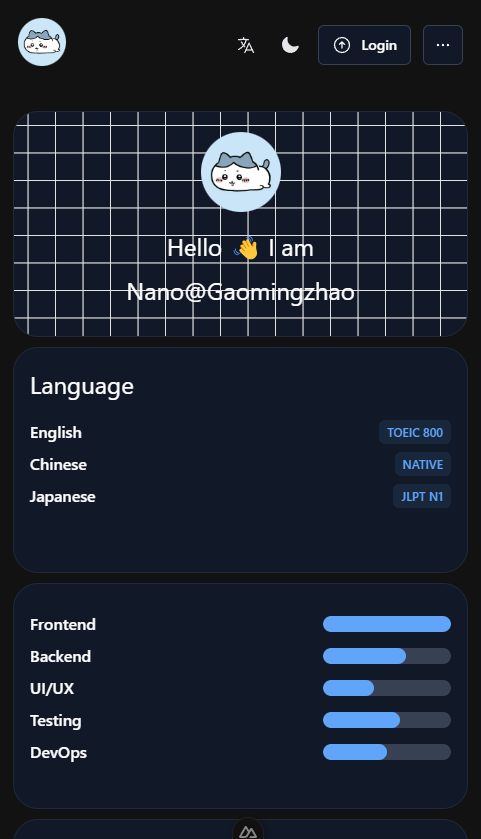 Login
Hello 👋 I am
Nano@Gaomingzhao
Language
English TOEIC 800
Chinese NATIVE
Japanese JLPT N1
Frontend
Backend
UI/UX
Testing
DevOps